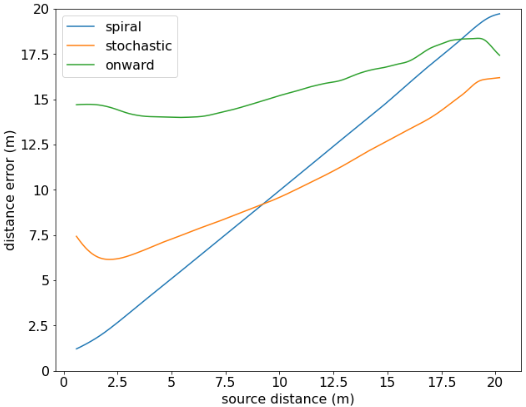 20
17.5
15
12.5
10
7.5
5
2.5
0
distance error (m)
spiral
stochastic
onward
0 2.5 5 7.5 10 12.5 15 17.5 20
source distance (m)